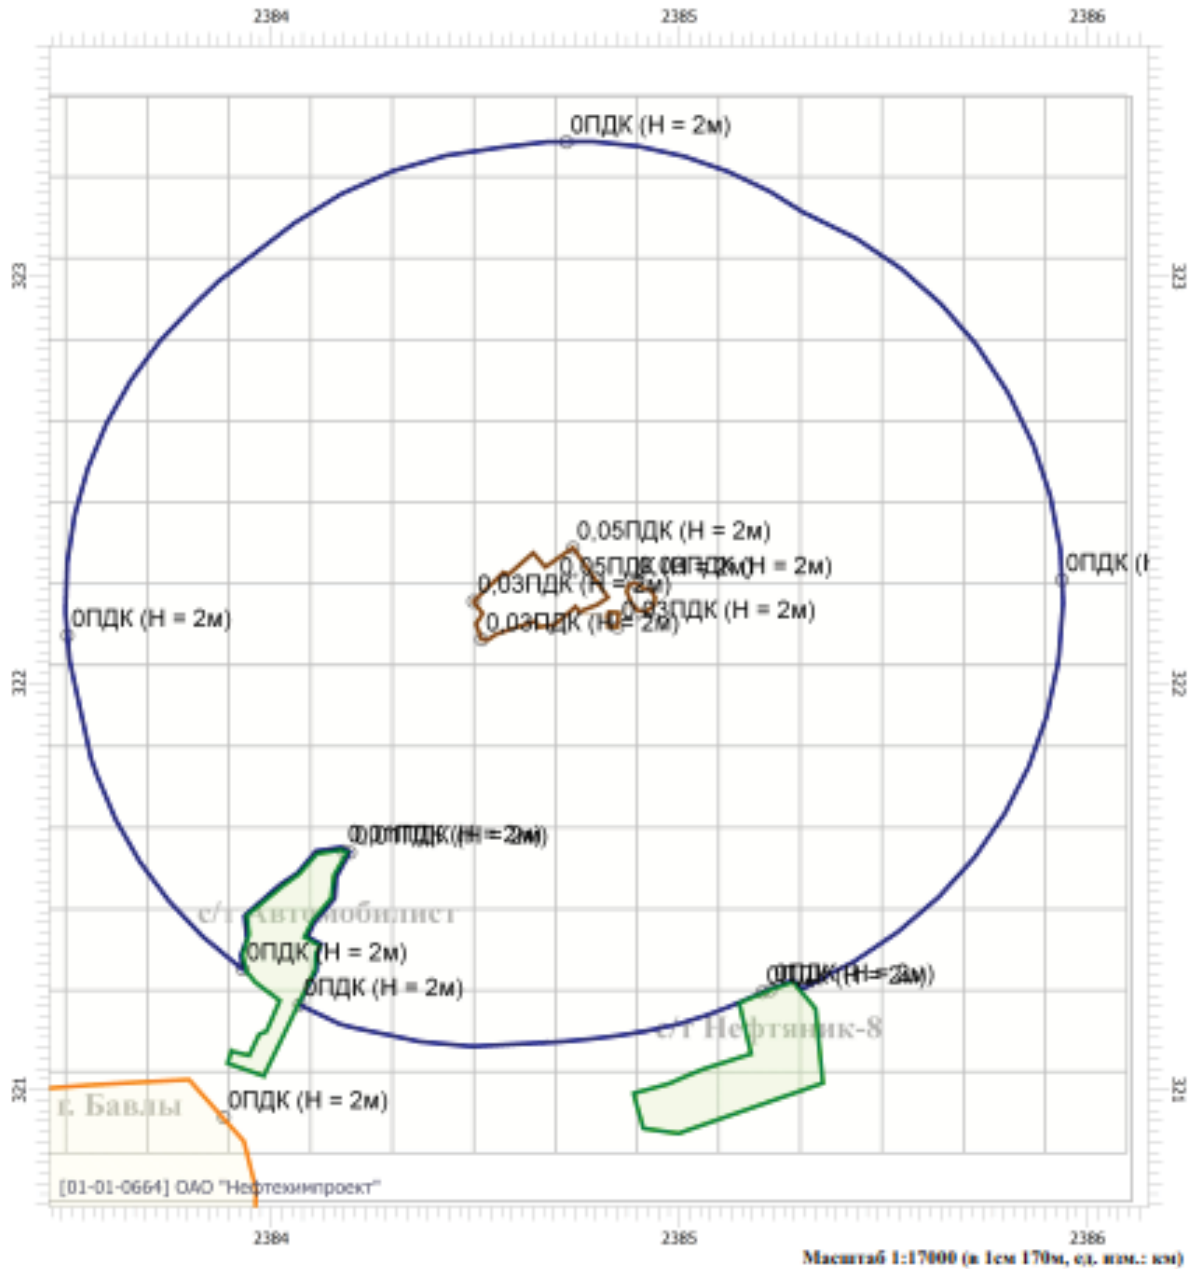 2384 2385 2386
0ПДК (Н = 2м)
323 323
0,05ПДК (Н = 2м)
0ПДК (Н
0,03ПДК (Н = 2м)
(Н = 2м)
0ПДК (Н = 2м)
0,03ПДК (Н = 2м)
0,03ПДК (Н = 2м)
322 322
с/т Автомобилист
0ПДК (Н = 2м)
0ПДК (Н = 2м)
с/т Нефтяник-8
321 321
0ПДК (Н = 2м)
г. Бавлы
[01-01-0664] ОАО "Нефтехимпроект"
2384 2385 2386
Масштаб 1:17000 (в 1см 170м, ед. изм.: км)